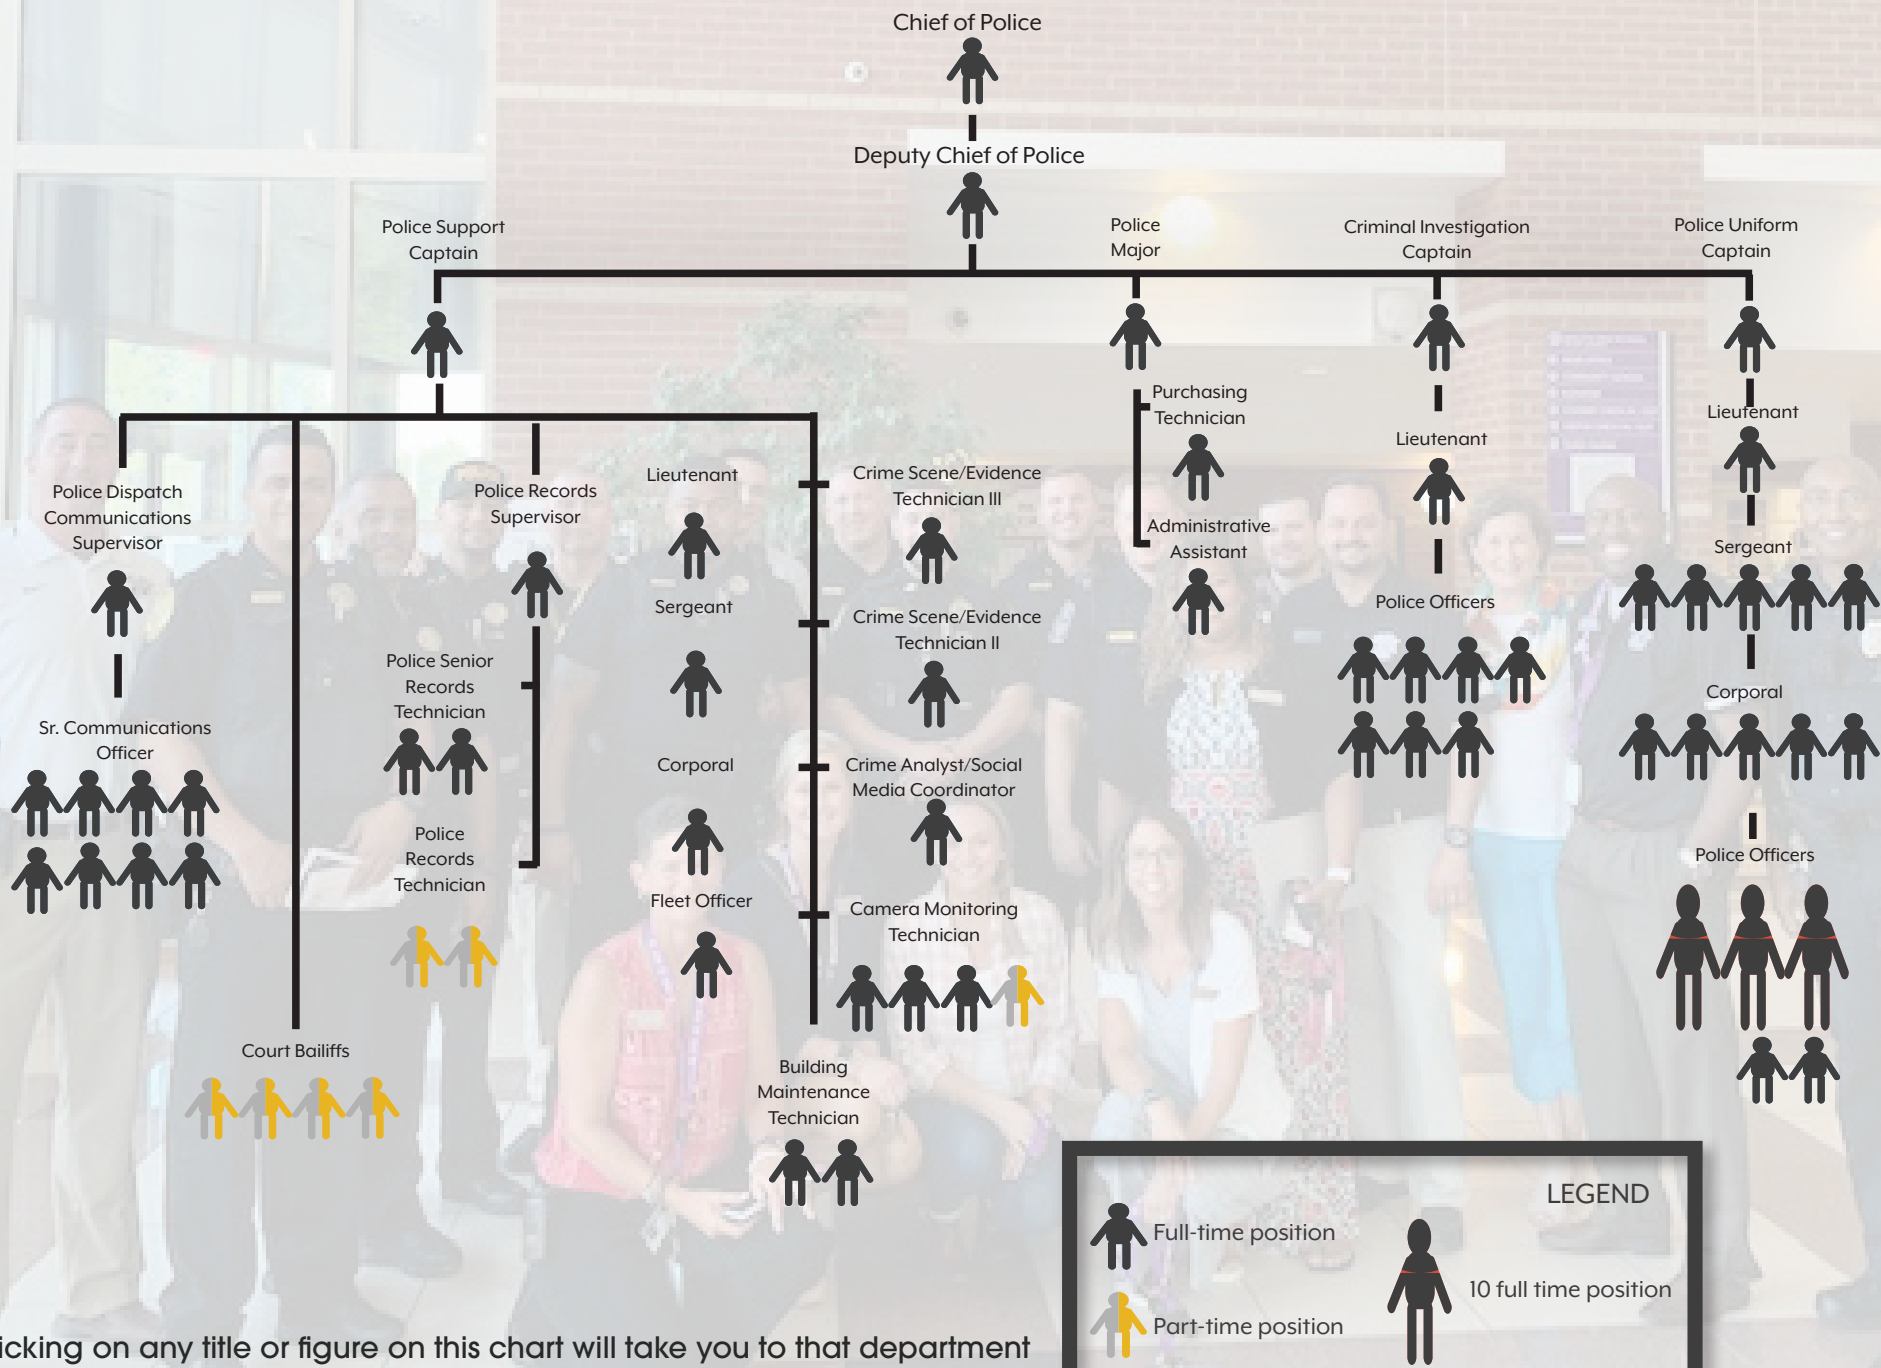 Chief of Police
Deputy Chief of Police
Police Support
Captain
Police
Major
Criminal Investigation
Captain
Police Uniform
Captain
Police Dispatch
Communications
Supervisor
Sr. Communications
Officer
Court Bailiffs
Police Records
Supervisor
Police Senior
Records
Technician
Police
Records
Technician
Lieutenant
Sergeant
Corporal
Fleet Officer
Crime Scene/Evidence
Technician III
Crime Scene/Evidence
Technician II
Crime Analyst/Social
Media Coordinator
Camera Monitoring
Technician
Building
Maintenance
Technician
Purchasing
Technician
Administrative
Assistant
Lieutenant
Police Officers
Lieutenant
Sergeant
Corporal
Police Officers
LEGEND
Full-time position
10 full time position
Part-time position
icking on any title or figure on this chart will take you to that department